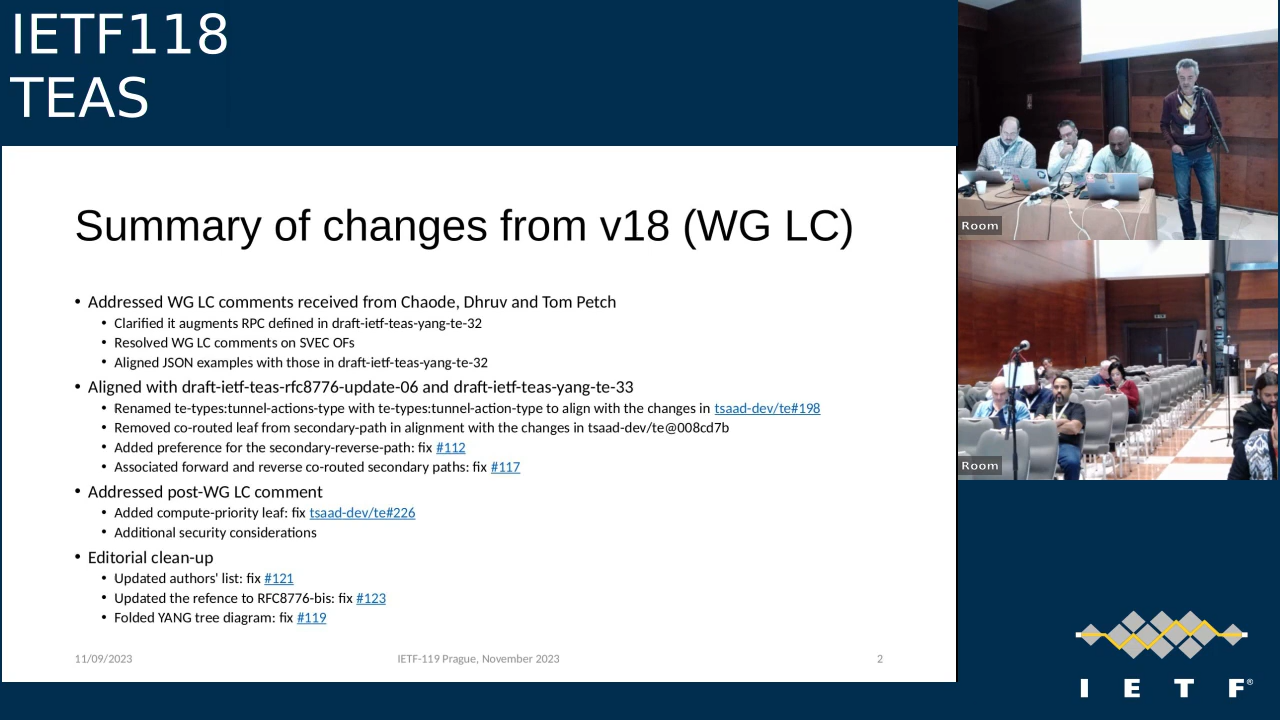 IETF118
TEAS
Summary of changes from v18 (WG LC)
• Addressed WG LC comments received from Chaode, Dhruv and Tom Petch
• Clarified it augments RPC defined in draft-ietf-teas-yang-te-32
• Resolved WG LC comments on SVEC OFs
• Aligned JSON examples with those in draft-ietf-teas-yang-te-32
• Aligned with draft-ietf-teas-rfc8776-update-06 and draft-ietf-teas-yang-te-33
• Renamed te-types:tunnel-actions-type with te-types:tunnel-action-type to align with the changes in tsaad-dev/te#198
• Removed co-routed leaf from secondary-path in alignment with the changes in tsaad-dev/te@008cd7b
• Added preference for the secondary-reverse-path: fix #112
• Associated forward and reverse co-routed secondary paths: fix #117
• Addressed post-WG LC comment
• Added compute-priority leaf: fix tsaad-dev/te#226
• Additional security considerations
• Editorial clean-up
• Updated authors' list: fix #121
• Updated the refence to RFC8776-bis: fix #123
• Folded YANG tree diagram: fix #119
11/09/2023
IETF-119 Prague, November 2023
2
Room
Room
I E T F®